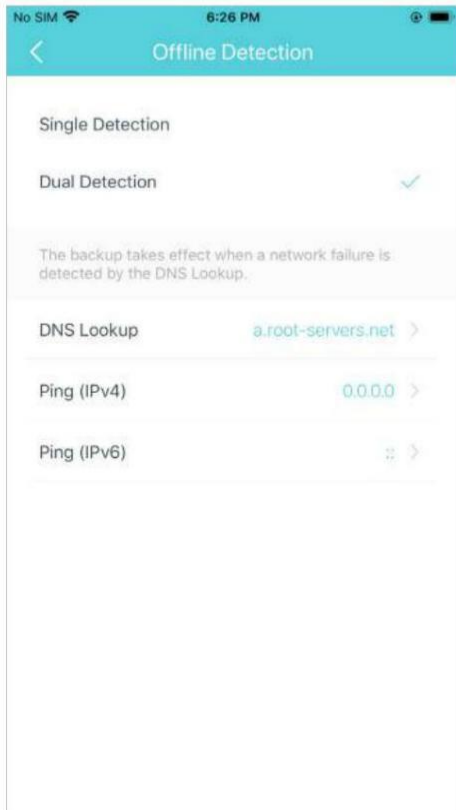 No SIM 6:26 PM
Offline Detection
Single Detection
Dual Detection
The backup takes effect when a network failure is
detected by the DNS Lookup.
DNS Lookup a.root-servers.net
Ping (IPv4) 0.0.0.0
Ping (IPv6) ::